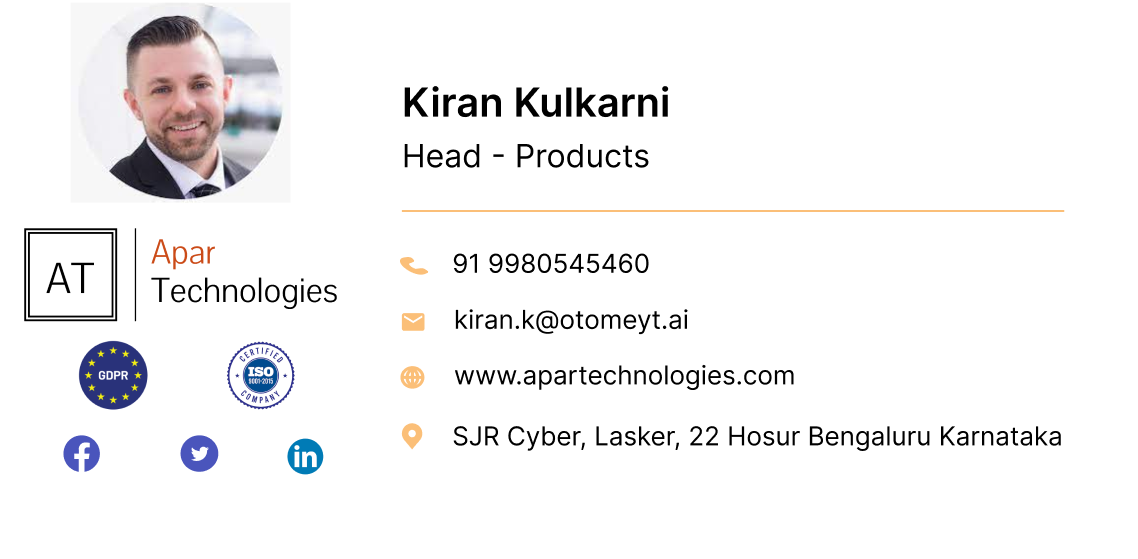 Kiran Kulkarni
Head - Products
AT
Apar
Technologies
GDPR
CERTIFIED
ISO
9001-2015
COMPANY
91 9980545460
kiran.k@otomeyt.ai
www.apartechnologies.com
SJR Cyber, Lasker, 22 Hosur Bengaluru Karnataka